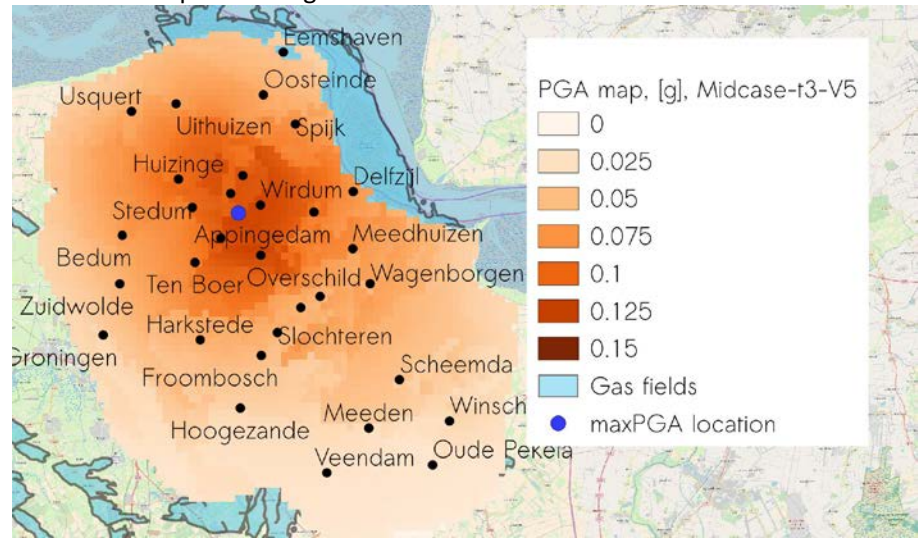 Eemshaven
Oosteinde
Usquert
Uithuizen
Spijk
Huizinge
Delfzijl
Wirdum
Stedum
Appingedam
Meedhuizen
Bedum
Ten Boer
Overschild
Wagenborgen
Zuidwolde
Harkstede
Slochteren
Groningen
Froombosch
Scheemda
Meeden
Winsch
Hoogezande
Veendam
Oude Pekela
PGA map, [g], Midcase-t3-V5
0
0.025
0.05
0.075
0.1
0.125
0.15
Gas fields
maxPGA location